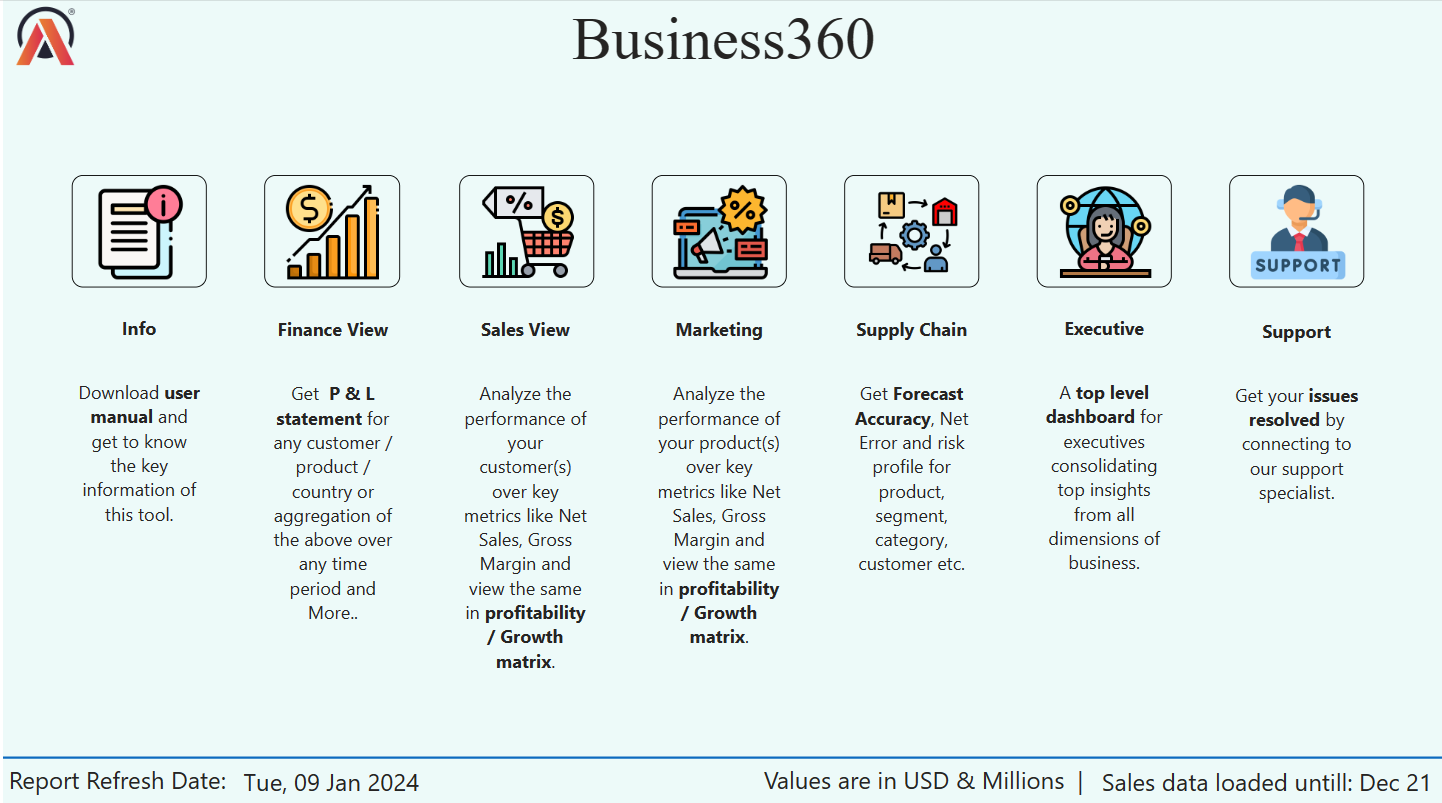 Business360
®
i
$
%
$
%
SUPPORT
Info
Finance View
Sales View
Marketing
Supply Chain
Executive
Support
Download user
manual and
get to know
the key
information of
this tool.
Get  P & L
statement for
any customer /
product /
country or
aggregation of
the above over
any time
period and
More..
Analyze the
performance of
your
customer(s)
over key
metrics like Net
Sales, Gross
Margin and
view the same
in profitability
/ Growth
matrix.
Analyze the
performance of
your product(s)
over key
metrics like Net
Sales, Gross
Margin and
view the same
in profitability
/ Growth
matrix.
Get Forecast
Accuracy, Net
Error and risk
profile for
product,
segment,
category,
customer etc.
A top level
dashboard for
executives
consolidating
top insights
from all
dimensions of
business.
Get your issues
resolved by
connecting to
our support
specialist.
Report Refresh Date: Tue, 09 Jan 2024
Values are in USD & Millions | Sales data loaded untill: Dec 21